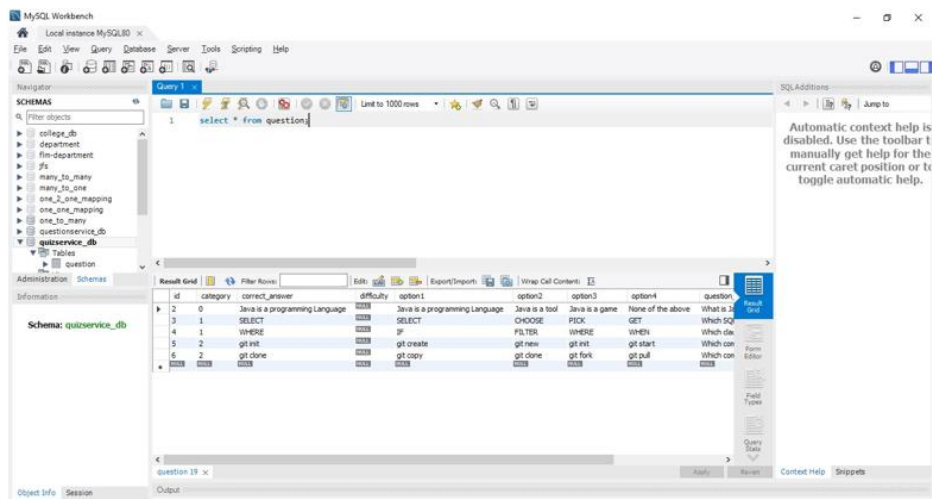 MySQL Workbench
Local instance MySQL80 ×
File Edit View Query Database Server Tools Scripting Help
Navigator
SCHEMAS
Filter objects
college_db
department
flm-department
jfs
many_to_many
many_to_one
one_2_one_mapping
one_one_mapping
one_to_many
questionservice_db
quizservice_db
Tables
question
Administration Schemas
Information
Schema: quizservice_db
Object Info Session
Query 1 ×
Limit to 1000 rows
1 select * from question;
Result Grid Filter Rows: Edit: Export/Import: Wrap Cell Content:
id category correct_answer difficulty option1 option2 option3 option4 question_
2 0 Java is a programming Language NULL Java is a programming Language Java is a tool Java is a game None of the above What is Ja
3 1 SELECT NULL SELECT CHOOSE PICK GET Which SQl
4 1 WHERE NULL IF FILTER WHERE WHEN Which clau
5 2 git init NULL git create git new git init git start Which com
6 2 git clone NULL git copy git clone git fork git pull Which com
NULL NULL NULL NULL NULL NULL NULL NULL NULL
Result Grid
Form Editor
Field Types
Query Stats
question 19 ×
Apply Revert
Output
SQLAdditions
Jump to
Automatic context help is
disabled. Use the toolbar t
manually get help for the
current caret position or to
toggle automatic help.
Context Help Snippets